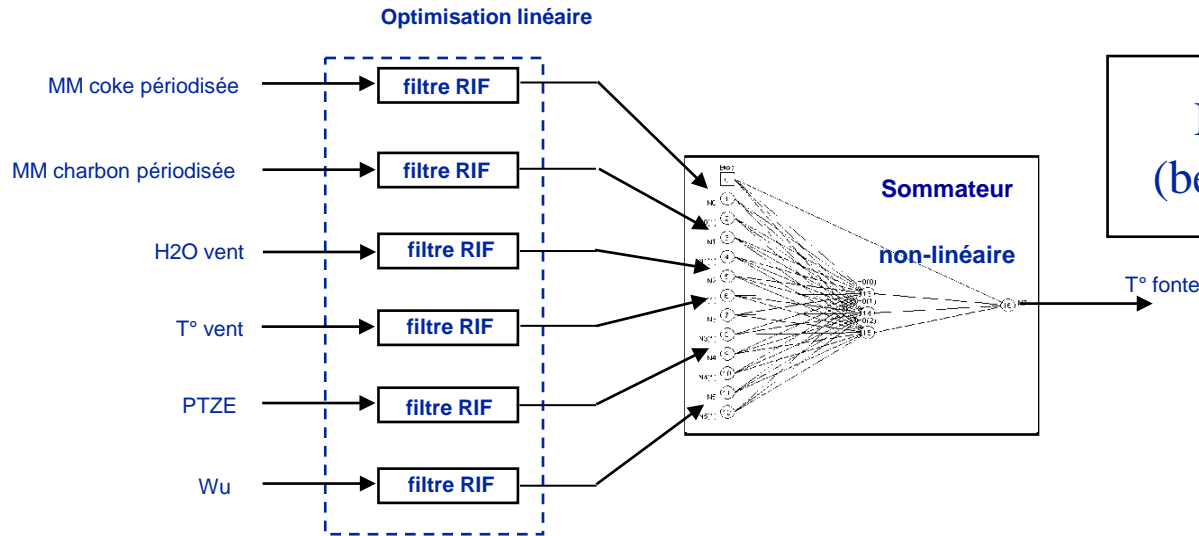 Optimisation linéaire
MM coke périodisée
filtre RIF
MM charbon périodisée
filtre RIF
H2O vent
filtre RIF
T° vent
filtre RIF
PTZE
filtre RIF
Wu
filtre RIF
Sommateur
non-linéaire
T° fonte
(be